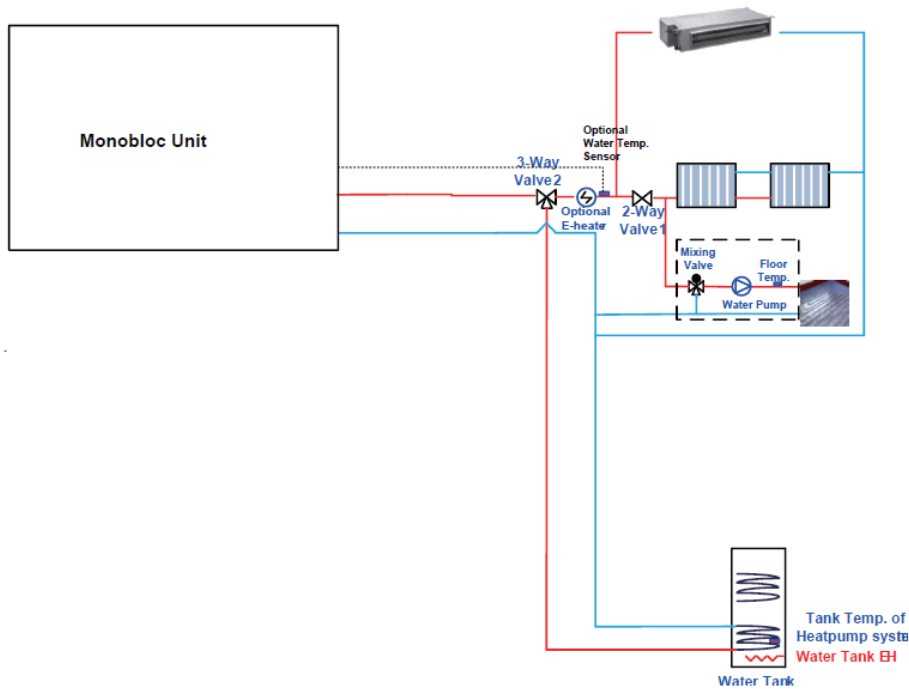 Monobloc Unit
Optional
Water Temp.
Sensor
3-Way
Valve2
Optional
E-heater
2-Way
Valve1
Mixing
Valve
Floor
Temp.
Water Pump
Tank Temp. of
Heatpump syste
Water Tank EH
Water Tank